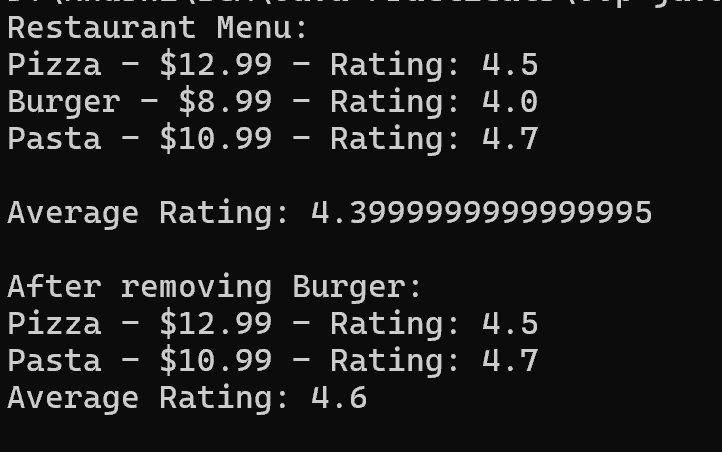 Restaurant Menu:
Pizza - $12.99 - Rating: 4.5
Burger - $8.99 - Rating: 4.0
Pasta - $10.99 - Rating: 4.7
Average Rating: 4.3999999999999995
After removing Burger:
Pizza - $12.99 - Rating: 4.5
Pasta - $10.99 - Rating: 4.7
Average Rating: 4.6